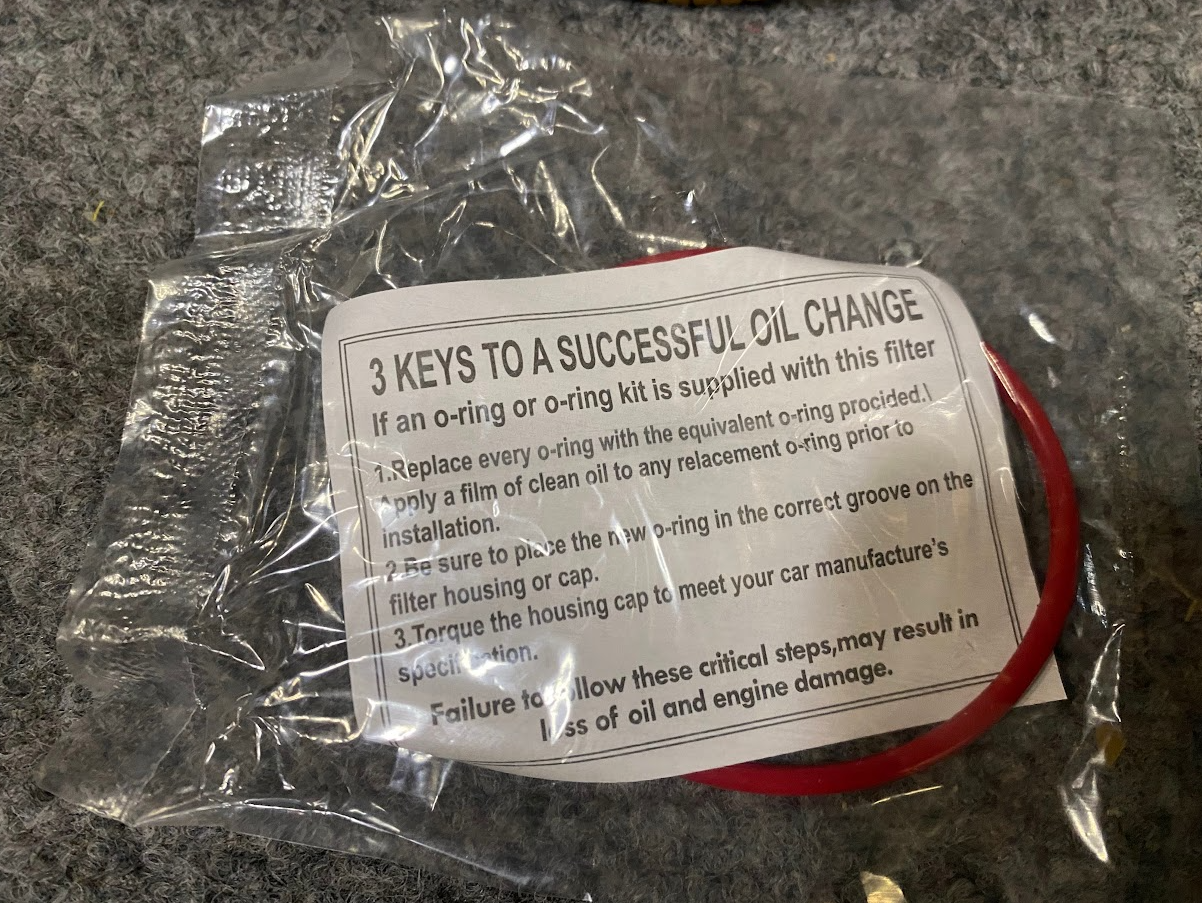 3 KEYS TO A SUCCESSFUL OIL CHANGE
If an o-ring or o-ring kit is supplied with this filter
1.Replace every o-ring with the equivalent o-ring procided.\
Apply a film of clean oil to any relacement o-ring prior to
installation.
2.Be sure to place the new o-ring in the correct groove on the
filter housing or cap.
3.Torque the housing cap to meet your car manufacture's
specification.
Failure to follow these critical steps,may result in
loss of oil and engine damage.